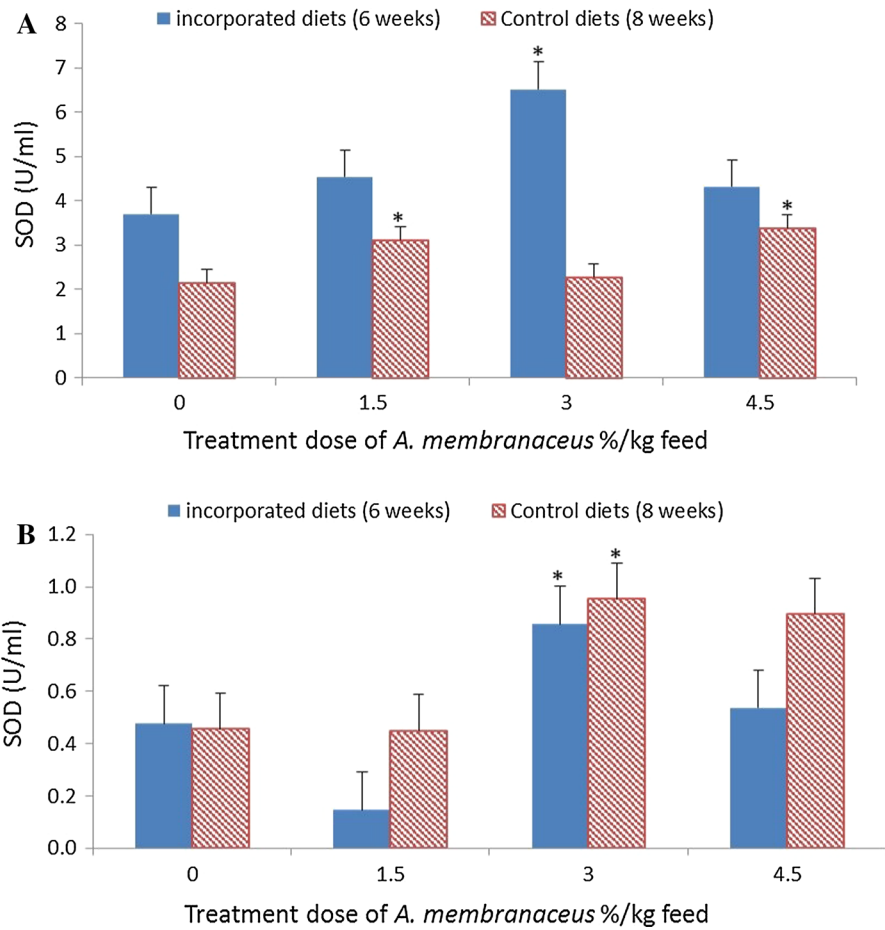 A
incorporated diets (6 weeks) Control diets (8 weeks)
8
7
6
5
4
3
2
1
0
SOD (U/ml)
*
*
*
0 1.5 3 4.5
Treatment dose of A. membranaceus %/kg feed
B
incorporated diets (6 weeks) Control diets (8 weeks)
1.2
1.0
0.8
0.6
0.4
0.2
0.0
SOD (U/ml)
* *
0 1.5 3 4.5
Treatment dose of A. membranaceus %/kg feed